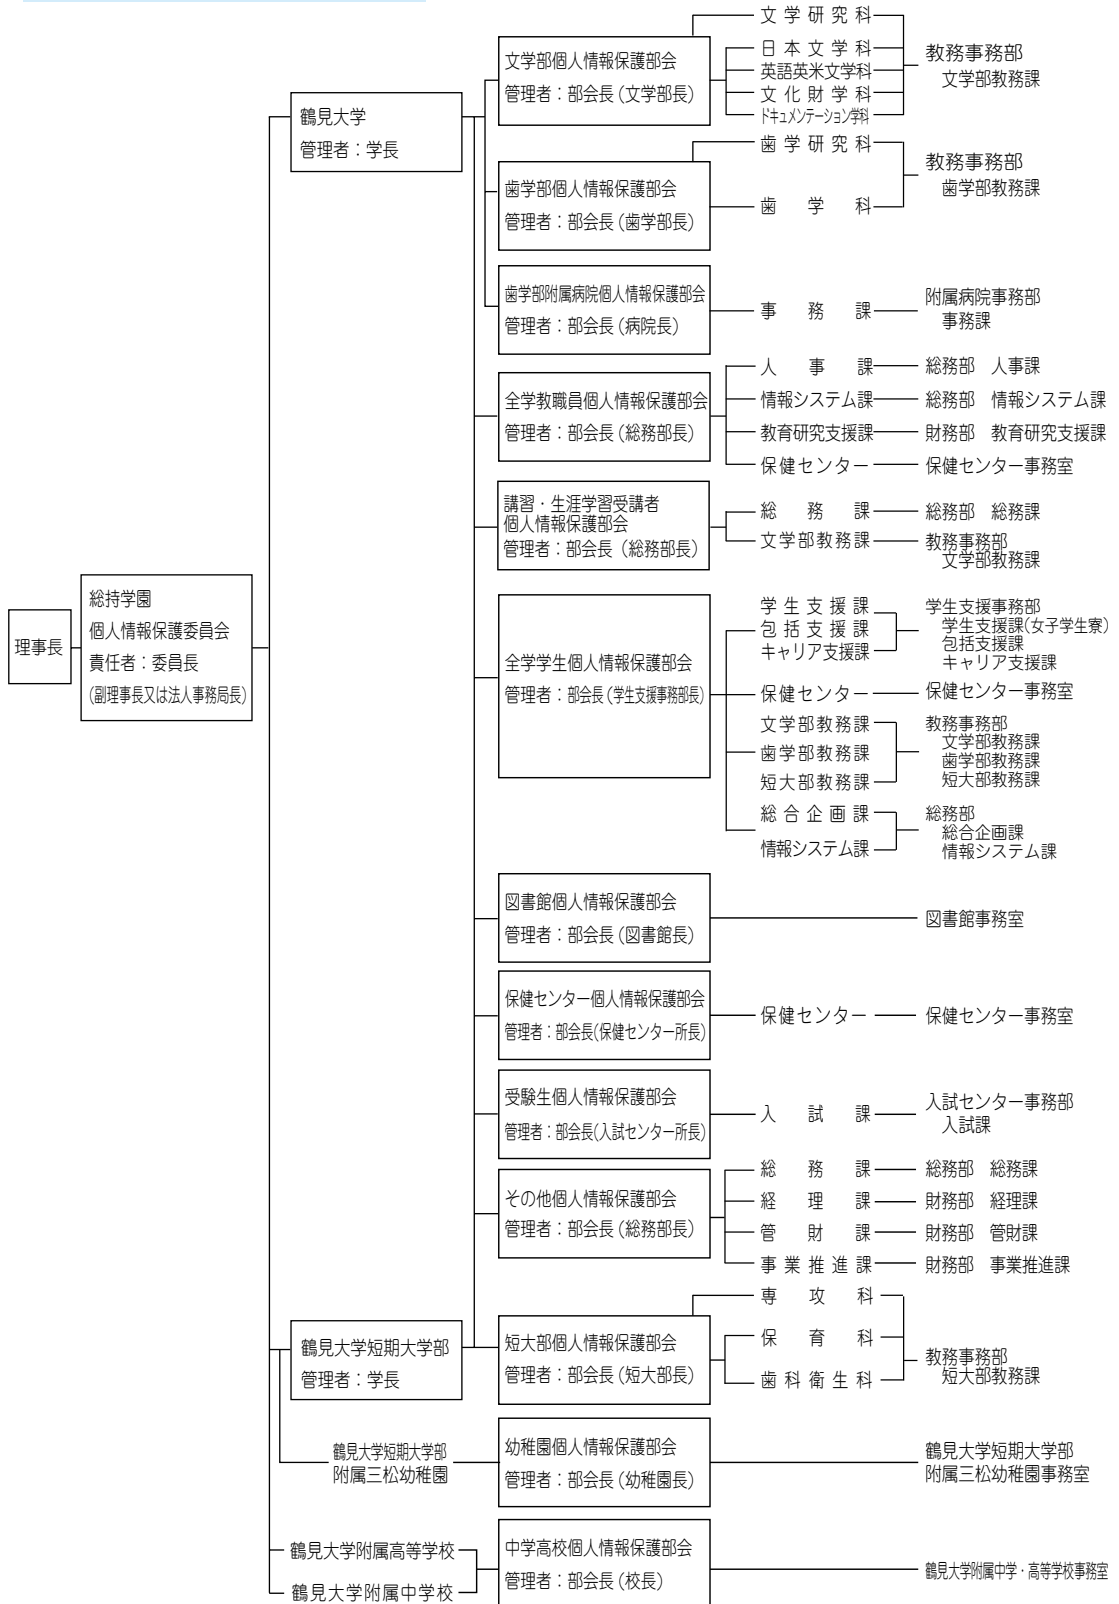 理事長
総持学園
個人情報保護委員会
責任者：委員長
(副理事長又は法人事務局長)
鶴見大学
管理者：学長
文学部個人情報保護部会
管理者：部会長(文学部長)
文学研究科
日本文学科
英語英米文学科
文化財学科
ドキュメンテーション学科
教務事務部
文学部教務課
歯学部個人情報保護部会
管理者：部会長(歯学部長)
歯学研究科
歯学科
教務事務部
歯学部教務課
歯学部附属病院個人情報保護部会
管理者：部会長(病院長)
事務課
附属病院事務部
事務課
全学教職員個人情報保護部会
管理者：部会長(総務部長)
人事課
総務部　人事課
情報システム課
総務部　情報システム課
教育研究支援課
財務部　教育研究支援課
保健センター
保健センター事務室
講習・生涯学習受講者
個人情報保護部会
管理者：部会長（総務部長）
総務課
総務部　総務課
文学部教務課
教務事務部
文学部教務課
全学学生個人情報保護部会
管理者：部会長(学生支援事務部長)
学生支援課
包括支援課
キャリア支援課
学生支援事務部
学生支援課(女子学生寮)
包括支援課
キャリア支援課
保健センター
保健センター事務室
文学部教務課
歯学部教務課
短大部教務課
教務事務部
文学部教務課
歯学部教務課
短大部教務課
総合企画課
情報システム課
総務部
総合企画課
情報システム課
図書館個人情報保護部会
管理者：部会長(図書館長)
図書館事務室
保健センター個人情報保護部会
管理者：部会長(保健センター所長)
保健センター
保健センター事務室
受験生個人情報保護部会
管理者：部会長(入試センター所長)
入試課
入試センター事務部
入試課
その他個人情報保護部会
管理者：部会長(総務部長)
総務課
総務部　総務課
経理課
財務部　経理課
管財課
財務部　管財課
事業推進課
財務部　事業推進課
鶴見大学短期大学部
管理者：学長
短大部個人情報保護部会
管理者：部会長(短大部長)
専攻科
保育科
歯科衛生科
教務事務部
短大部教務課
鶴見大学短期大学部
附属三松幼稚園
幼稚園個人情報保護部会
管理者：部会長(幼稚園長)
鶴見大学短期大学部
附属三松幼稚園事務室
鶴見大学附属高等学校
鶴見大学附属中学校
中学高校個人情報保護部会
管理者：部会長(校長)
鶴見大学附属中学・高等学校事務室